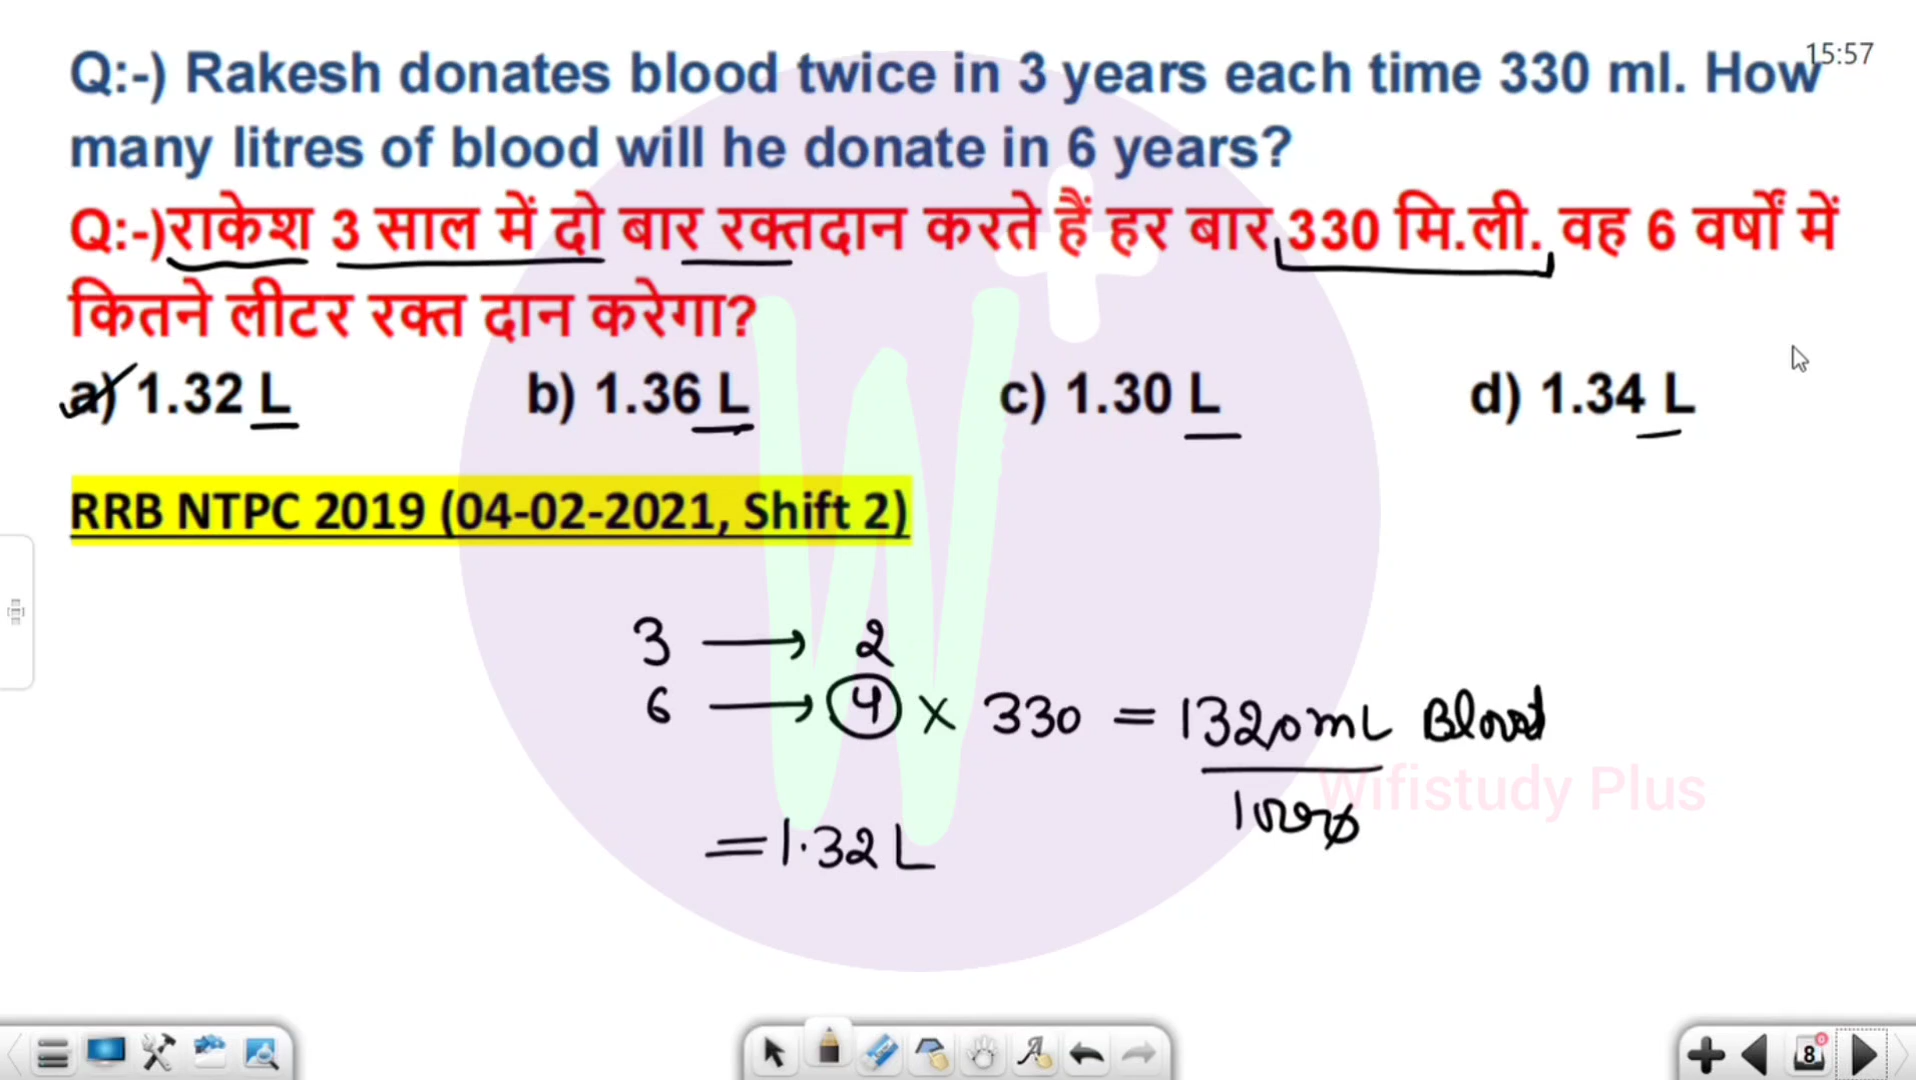 15:57
Q:-) Rakesh donates blood twice in 3 years each time 330 ml. How
many litres of blood will he donate in 6 years?
Q:-)राकेश 3 साल में दो बार रक्तदान करते हैं हर बार 330 मि.ली. वह 6 वर्षों में
कितने लीटर रक्त दान करेगा?
a) 1.32 L b) 1.36 L c) 1.30 L d) 1.34 L
RRB NTPC 2019 (04-02-2021, Shift 2)
3 → 2
6 → 4 × 330 = 1320mL Blood
Wifistudy Plus
1000
= 1.32 L
8